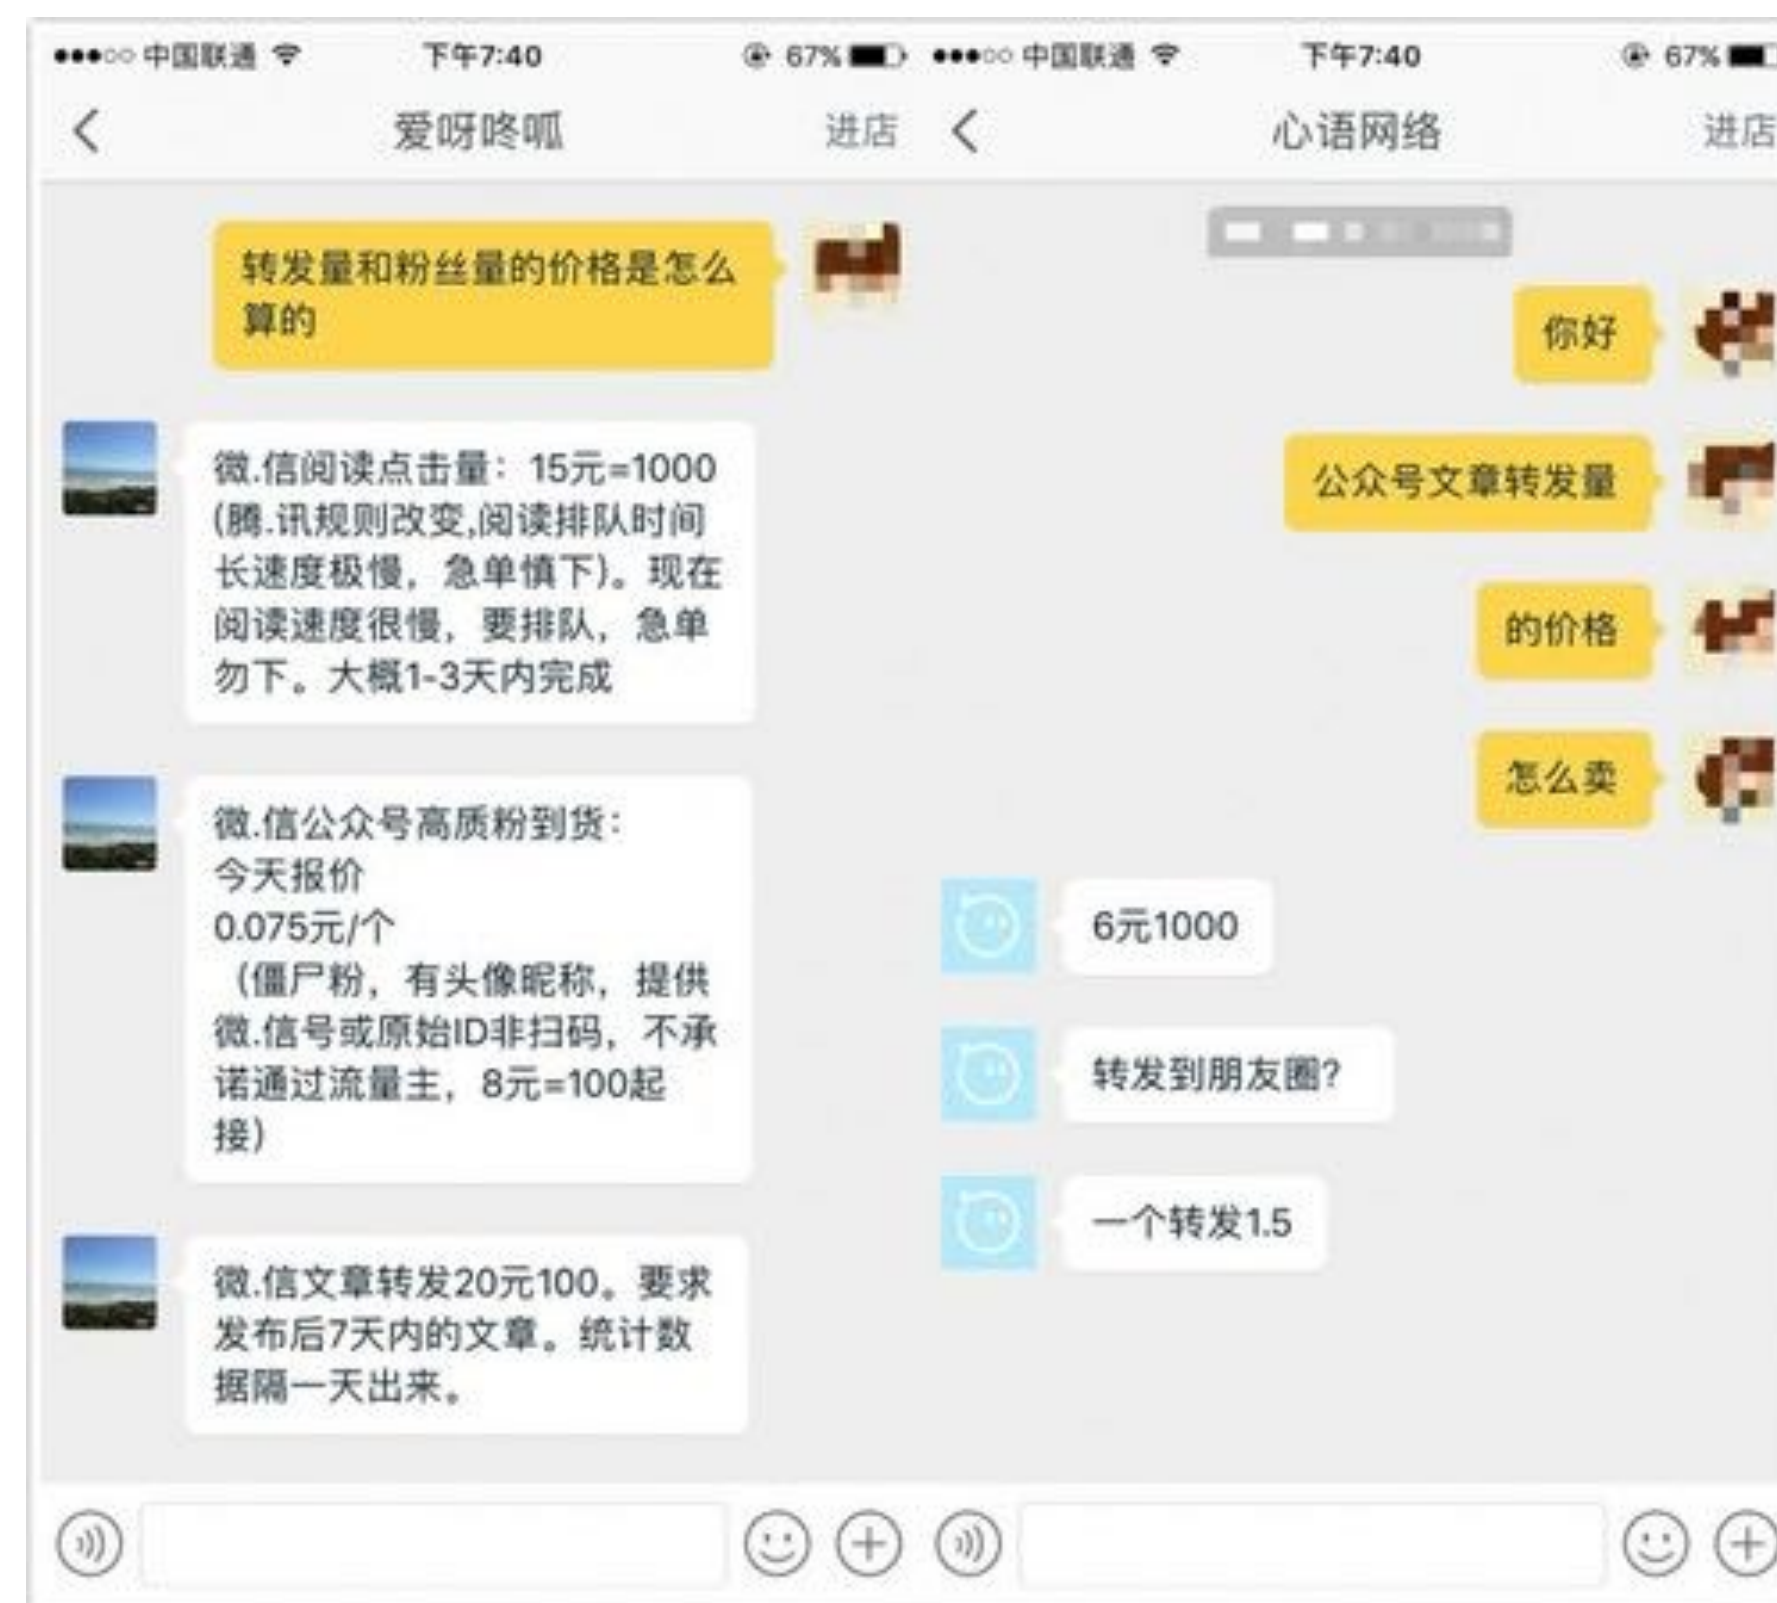 中国联通
下午7:40
67%
爱呀咚呱
进店
转发量和粉丝量的价格是怎么
算的
微.信阅读点击量：15元=1000
(腾.讯规则改变,阅读排队时间
长速度极慢，急单慎下)。现在
阅读速度很慢，要排队，急单
勿下。大概1-3天内完成
微.信公众号高质粉到货：
今天报价
0.075元/个
（僵尸粉，有头像昵称，提供
微.信号或原始ID非扫码，不承
诺通过流量主，8元=100起
接)
微.信文章转发20元100。要求
发布后7天内的文章。统计数
据隔一天出来。
中国联通
下午7:40
67%
心语网络
进店
你好
公众号文章转发量
的价格
怎么卖
6元1000
转发到朋友圈?
一个转发1.5